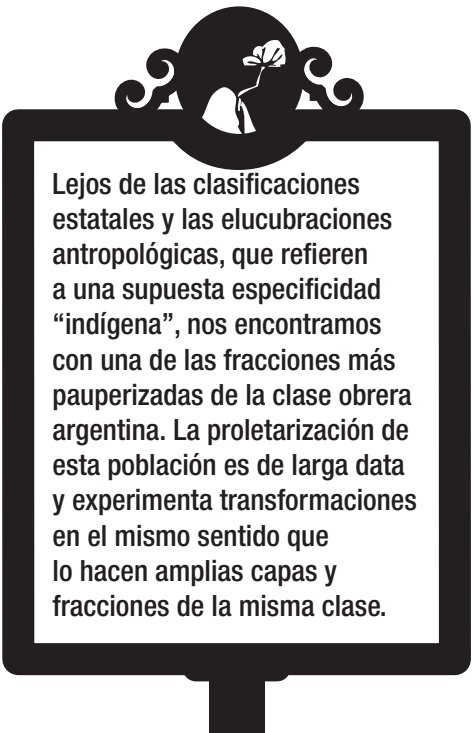 Lejos de las clasificaciones
estatales y las elucubraciones
antropológicas, que refieren
a una supuesta especificidad
“indígena”, nos encontramos
con una de las fracciones más
pauperizadas de la clase obrera
argentina. La proletarización de
esta población es de larga data
y experimenta transformaciones
en el mismo sentido que
lo hacen amplias capas y
fracciones de la misma clase.